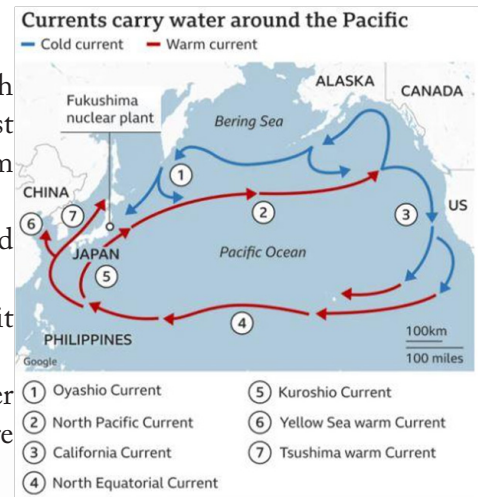 Currents carry water around the Pacific
Cold current Warm current
ALASKA
CANADA
Fukushima
nuclear plant
Bering Sea
1
CHINA
7
6
2
3
US
JAPAN
5
Pacific Ocean
4
PHILIPPINES
100km
100 miles
Google
1 Oyashio Current
2 North Pacific Current
3 California Current
4 North Equatorial Current
5 Kuroshio Current
6 Yellow Sea warm Current
7 Tsushima warm Current